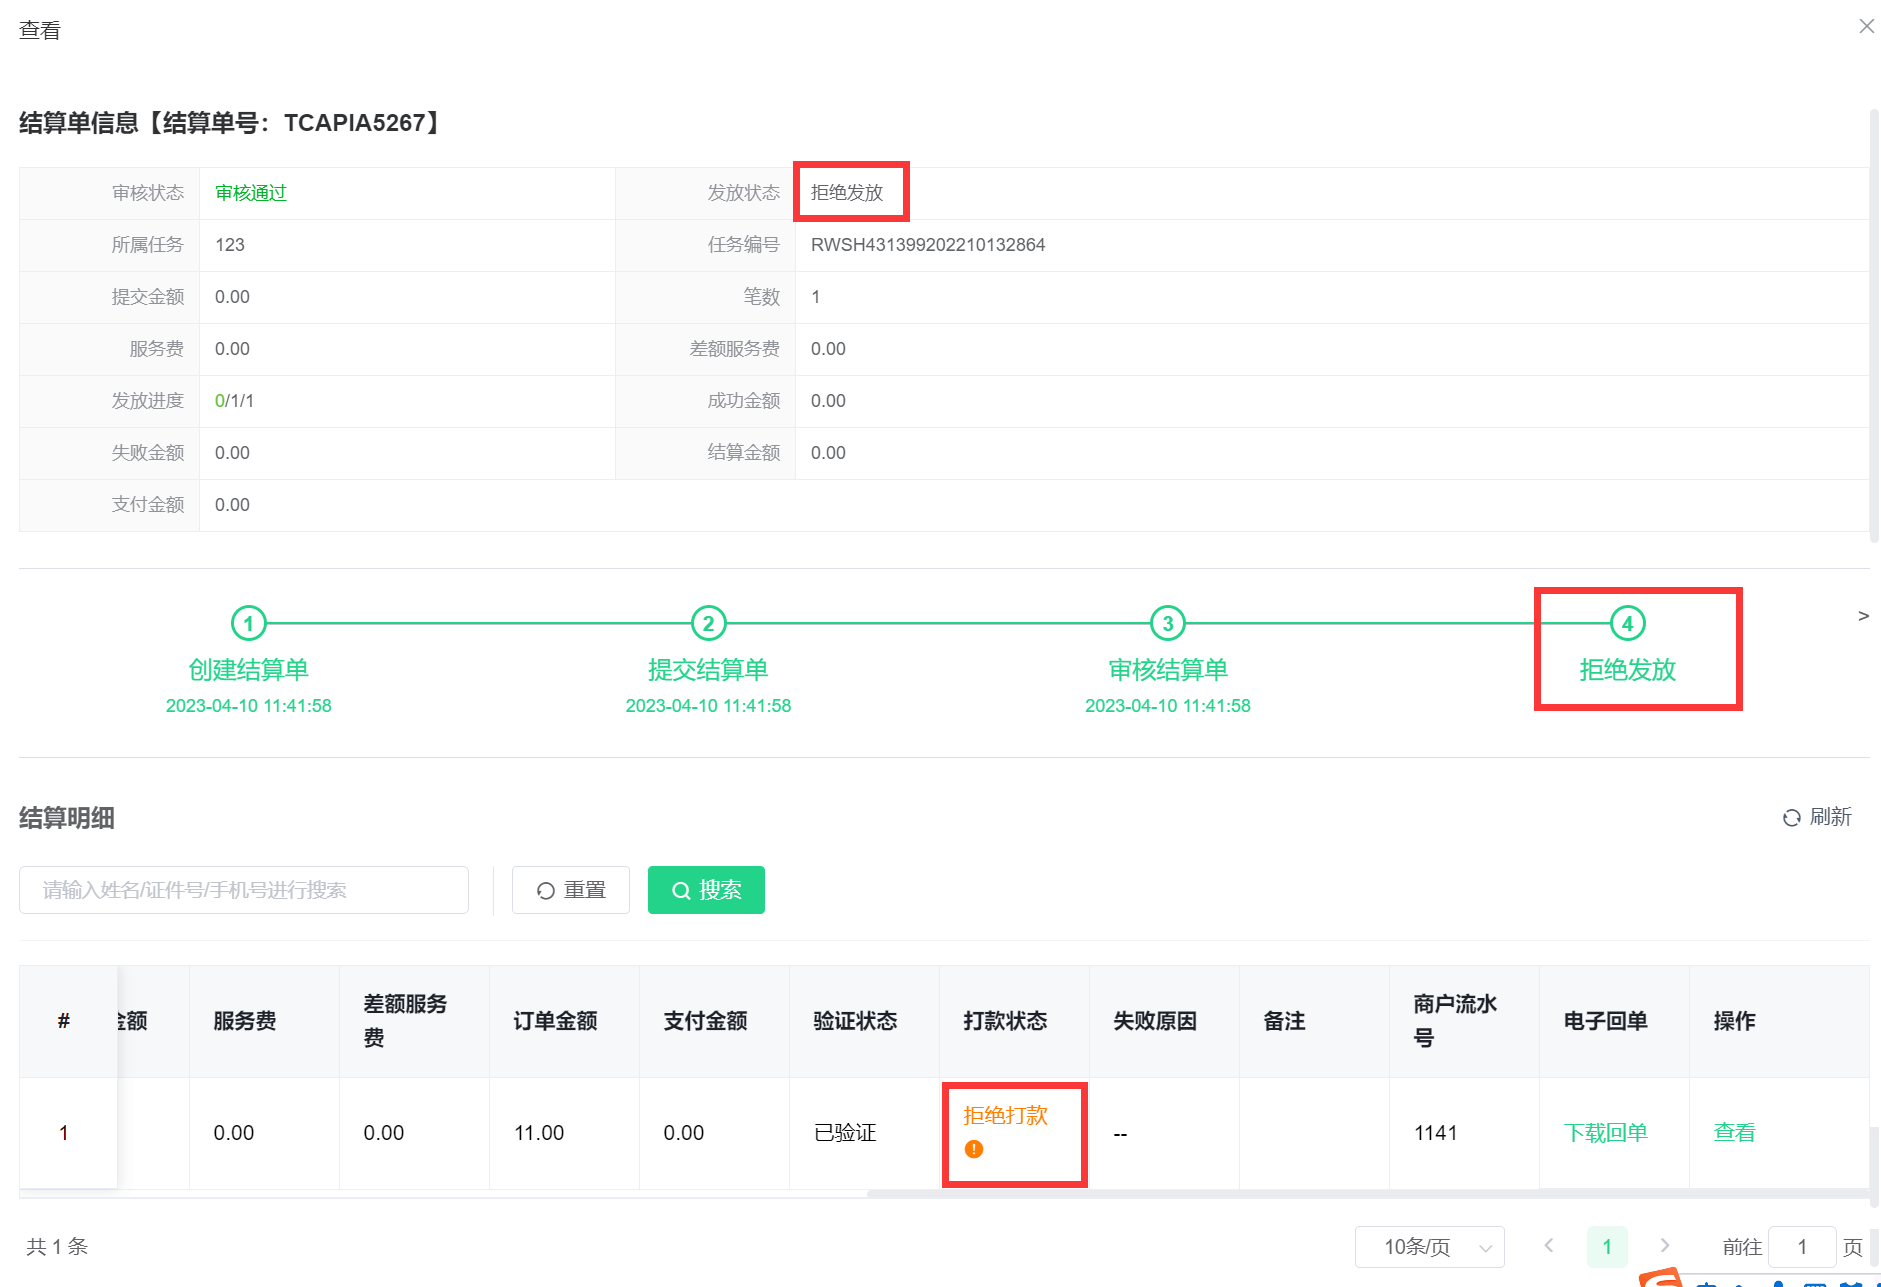 查看
结算单信息【结算单号：TCAPIA5267】
审核状态 审核通过 发放状态 拒绝发放
所属任务 123 任务编号 RWSH431399202210132864
提交金额 0.00 笔数 1
服务费 0.00 差额服务费 0.00
发放进度 0/1/1 成功金额 0.00
失败金额 0.00 结算金额 0.00
支付金额 0.00
1 2 3 4 >
创建结算单 提交结算单 审核结算单 拒绝发放
2023-04-10 11:41:58 2023-04-10 11:41:58 2023-04-10 11:41:58
结算明细 刷新
请输入姓名/证件号/手机号进行搜索 重置 搜索
# 金额 服务费 差额服务费 订单金额 支付金额 验证状态 打款状态 失败原因 备注 商户流水号 电子回单 操作
1 0.00 0.00 11.00 0.00 已验证 拒绝打款 -- 1141 下载回单 查看
共 1 条 10条/页 1 前往 1 页